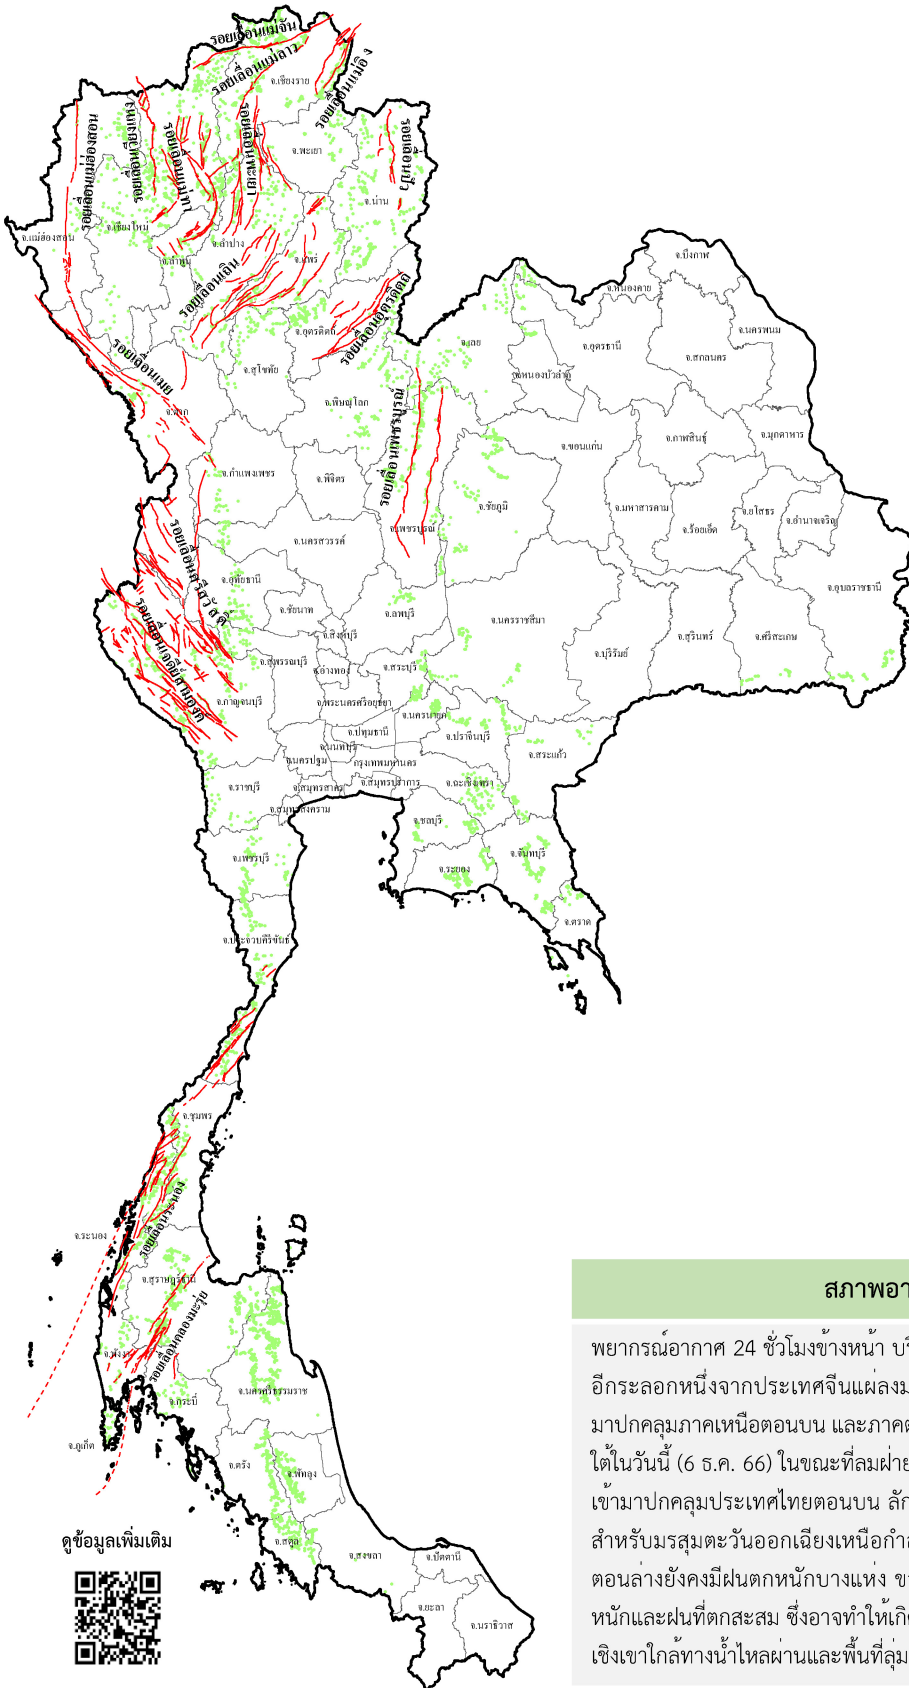 รอยเลื่อนแม่จัน
รอยเลื่อนแม่ลาว
จ.เชียงราย
รอยเลื่อนแม่อิง
รอยเลื่อนแม่ฮ่องสอน
รอยเลื่อนแม่ทา
รอยเลื่อนพะเยา
จ.พะเยา
รอยเลื่อนปัว
จ.น่าน
จ.แม่ฮ่องสอน
จ.เชียงใหม่
จ.ลำปาง
จ.ลำพูน
จ.แพร่
รอยเลื่อนเถิน
รอยเลื่อนอุตรดิตถ์
จ.อุตรดิตถ์
จ.บึงกาฬ
จ.หนองคาย
จ.นครพนม
จ.เลย
จ.อุดรธานี
จ.สกลนคร
รอยเลื่อนเมย
จ.สุโขทัย
จ.หนองบัวลำภู
จ.ตาก
จ.พิษณุโลก
รอยเลื่อนเพชรบูรณ์
จ.ขอนแก่น
จ.กาฬสินธุ์
จ.มุกดาหาร
จ.กำแพงเพชร
จ.พิจิตร
จ.ชัยภูมิ
จ.มหาสารคาม
จ.ยโสธร
จ.อำนาจเจริญ
จ.เพชรบูรณ์
จ.ร้อยเอ็ด
รอยเลื่อนศรีสวัสดิ์
จ.นครสวรรค์
จ.อุทัยธานี
จ.อุบลราชธานี
จ.ชัยนาท
จ.ลพบุรี
จ.นครราชสีมา
รอยเลื่อนเจดีย์สามองค์
จ.สิงห์บุรี
จ.สุรินทร์
จ.ศรีสะเกษ
จ.บุรีรัมย์
จ.สุพรรณบุรี
จ.อ่างทอง
จ.สระบุรี
จ.กาญจนบุรี
จ.พระนครศรีอยุธยา
จ.นครนายก
จ.ปทุมธานี
จ.ปราจีนบุรี
จ.นนทบุรี
จ.สระแก้ว
จ.นครปฐม
กรุงเทพมหานคร
จ.ราชบุรี
จ.สมุทรสาคร
จ.สมุทรปราการ
จ.ฉะเชิงเทรา
จ.สมุทรสงคราม
จ.ชลบุรี
จ.เพชรบุรี
จ.จันทบุรี
จ.ระยอง
จ.ตราด
จ.ประจวบคีรีขันธ์
จ.ชุมพร
จ.ระนอง
รอยเลื่อนระนอง
จ.สุราษฎร์ธานี
รอยเลื่อนคลองมะรุ่ย
จ.พังงา
จ.นครศรีธรรมราช
จ.กระบี่
จ.ภูเก็ต
จ.ตรัง
จ.พัทลุง
จ.สตูล
จ.สงขลา
จ.ปัตตานี
จ.ยะลา
จ.นราธิวาส
ดูข้อมูลเพิ่มเติม
สภาพอา
พยากรณ์อากาศ 24 ชั่วโมงข้างหน้า บริ
อีกระลอกหนึ่งจากประเทศจีนแผ่ลงม
มาปกคลุมภาคเหนือตอนบน และภาคต
ใต้ในวันนี้ (6 ธ.ค. 66) ในขณะที่ลมฝ่าย
เข้ามาปกคลุมประเทศไทยตอนบน ลัก
สำหรับมรสุมตะวันออกเฉียงเหนือกำล
ตอนล่างยังคงมีฝนตกหนักบางแห่ง ขอ
หนักและฝนที่ตกสะสม ซึ่งอาจทำให้เกิด
เชิงเขาใกล้ทางน้ำไหลผ่านและพื้นที่ลุ่ม